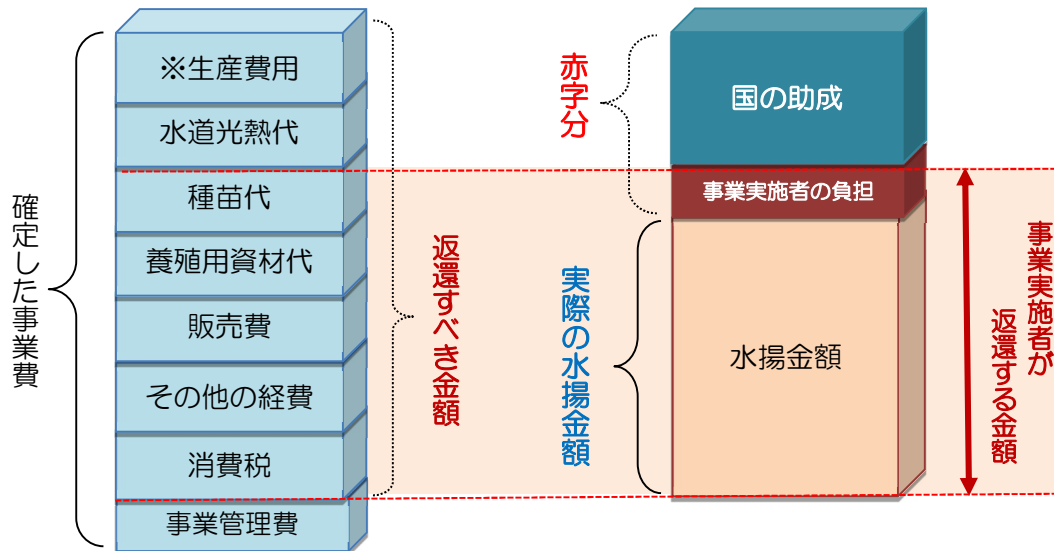 確定した事業費
※生産費用
水道光熱代
種苗代
養殖用資材代
販売費
その他の経費
消費税
事業管理費
返還すべき金額
赤字分
実際の水揚金額
国の助成
事業実施者の負担
水揚金額
事業実施者が
返還する金額